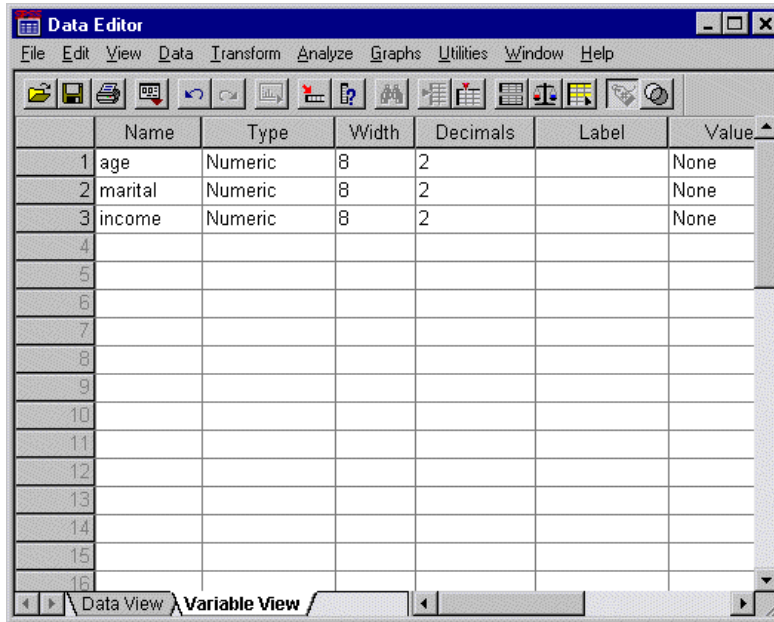 Data Editor
File Edit View Data Transform Analyze Graphs Utilities Window Help
Name Type Width Decimals Label Value
1 age Numeric 8 2 None
2 marital Numeric 8 2 None
3 income Numeric 8 2 None
4
5
6
7
8
9
10
11
12
13
14
15
16
Data View Variable View